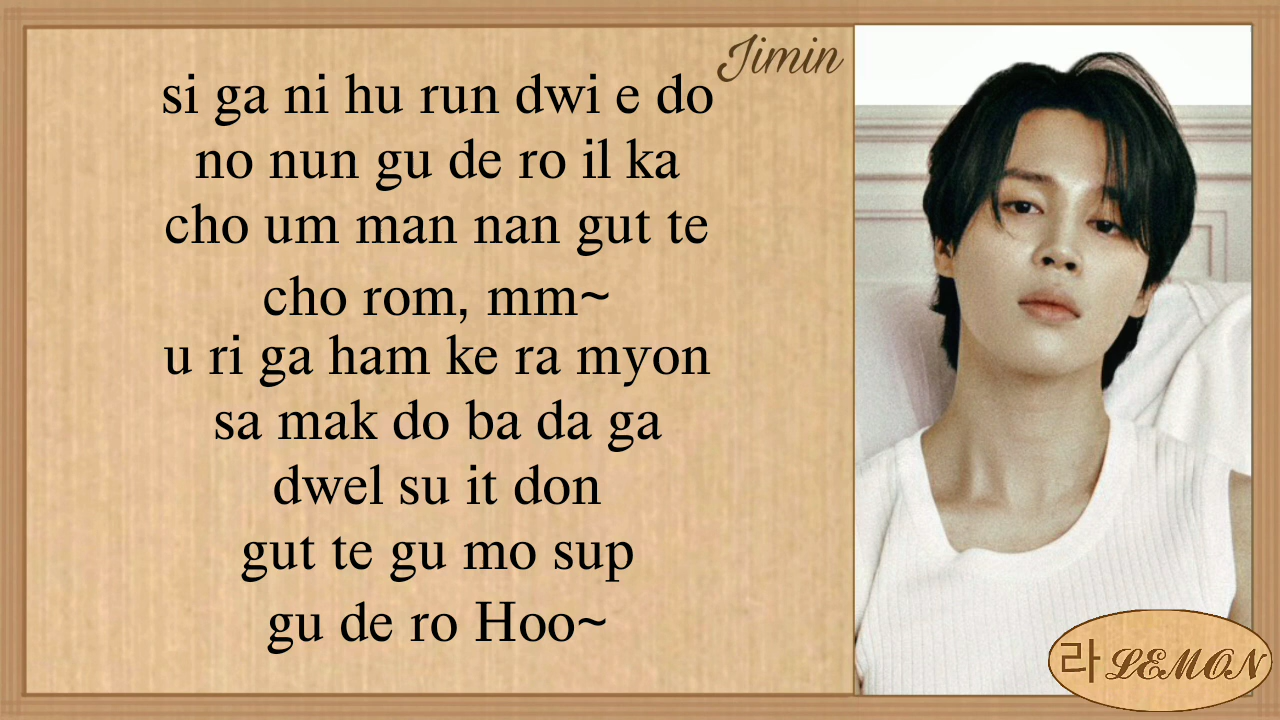 Jimin
si ga ni hu run dwi e do
no nun gu de ro il ka
cho um man nan gut te
cho rom, mm~
u ri ga ham ke ra myon
sa mak do ba da ga
dwel su it don
gut te gu mo sup
gu de ro Hoo~
라 LEMON